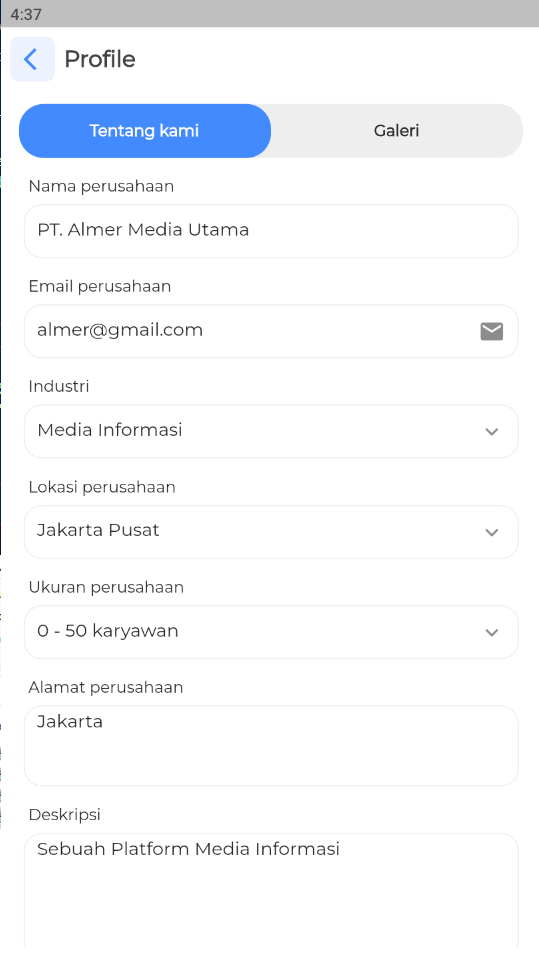 4:37
Profile
Tentang kami
Galeri
Nama perusahaan
PT. Almer Media Utama
Email perusahaan
almer@gmail.com
Industri
Media Informasi
Lokasi perusahaan
Jakarta Pusat
Ukuran perusahaan
0 - 50 karyawan
Alamat perusahaan
Jakarta
Deskripsi
Sebuah Platform Media Informasi